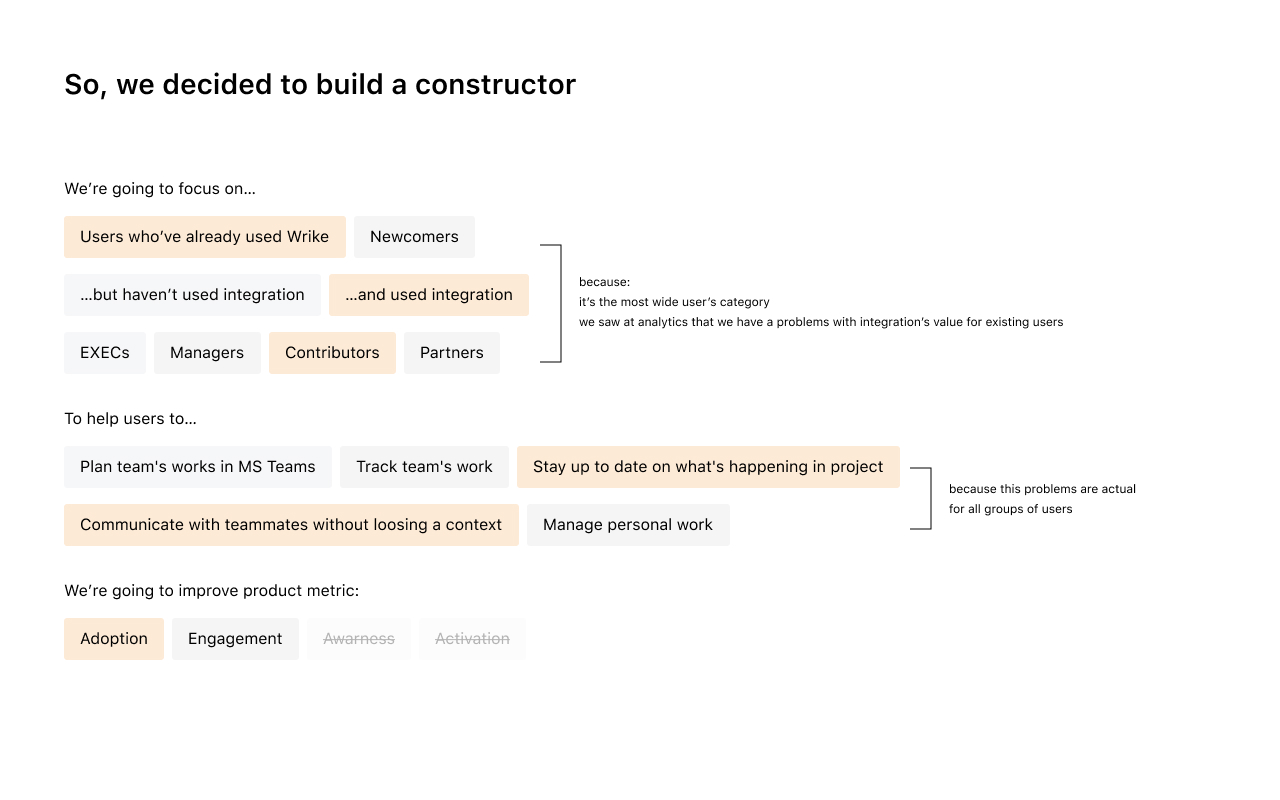 So, we decided to build a constructor
We’re going to focus on...
Users who’ve already used Wrike Newcomers
...but haven’t used integration ...and used integration
EXECs Managers Contributors Partners
because:
it’s the most wide user’s category
we saw at analytics that we have a problems with integration’s value for existing users
To help users to...
Plan team's works in MS Teams Track team's work Stay up to date on what's happening in project
Communicate with teammates without loosing a context Manage personal work
because this problems are actual
for all groups of users
We’re going to improve product metric:
Adoption Engagement Awarness Activation